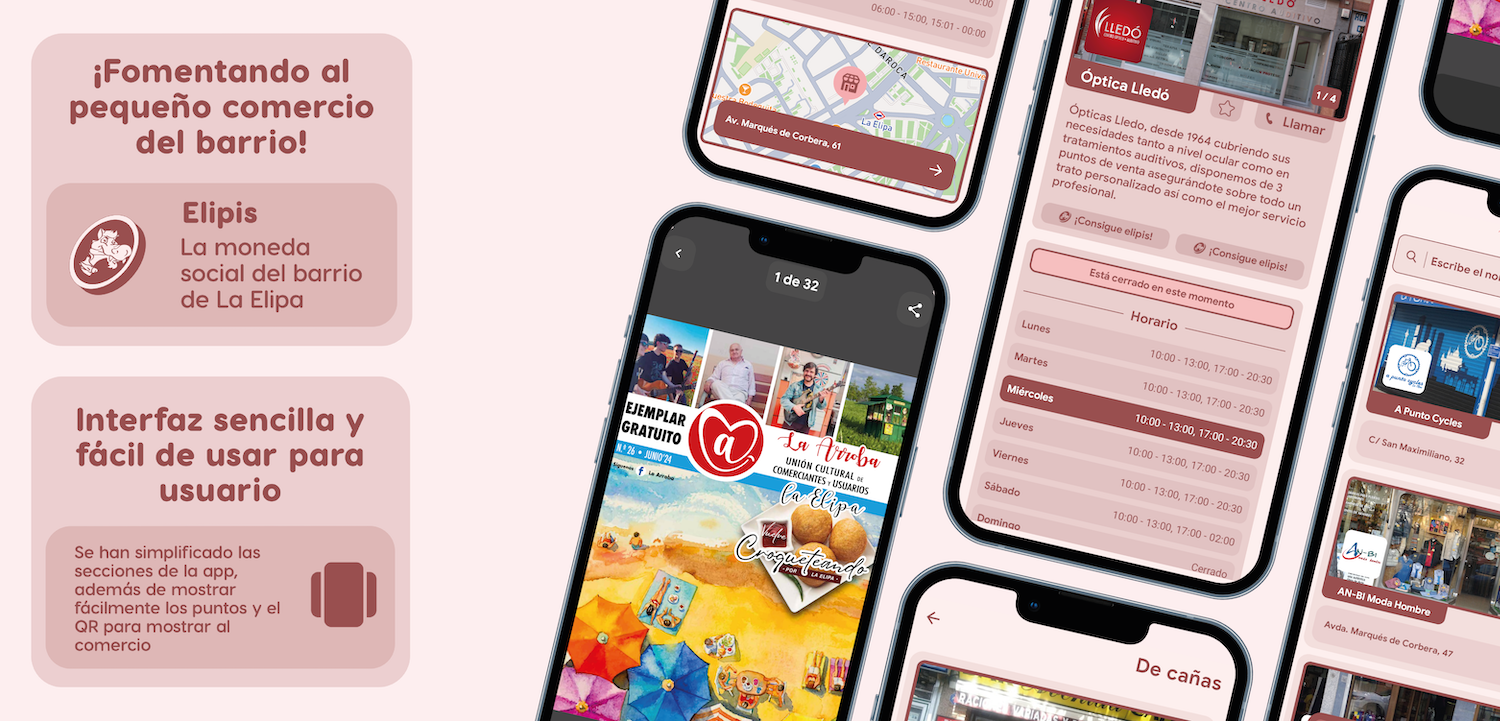 ¡Fomentando al
pequeño comercio
del barrio!
Elipis
La moneda
social del barrio
de La Elipa
Interfaz sencilla y
fácil de usar para
usuario
Se han simplificado las
secciones de la app,
además de mostrar
fácilmente los puntos y el
QR para mostrar al
comercio
06:00 - 15:00, 15:01 - 00:00
DAROCA
Restaurante Unive
La Elipa
Av. Marqués de Corbera, 61
1 de 32
EJEMPLAR
GRATUITO
N.º 26 • JUNIO'24
Síguenos La Arroba
a
La Arroba
UNIÓN CULTURAL DE
COMERCIANTES Y USUARIOS
La Elipa
Vuelve
Croqueteando
• POR LA ELIPA •
LLEDÓ
CENTRO AUDITIVO
LLEDÓ
1 / 4
Óptica Lledó
Llamar
Ópticas Lledo, desde 1964 cubriendo sus
necesidades tanto a nivel ocular como en
tratamientos auditivos, disponemos de 3
puntos de venta asegurándote sobre todo un
trato personalizado así como el mejor servicio
profesional.
¡Consigue elipis!
¡Consigue elipis!
Está cerrado en este momento
Horario
Lunes 10:00 - 13:00, 17:00 - 20:30
Martes 10:00 - 13:00, 17:00 - 20:30
Miércoles 10:00 - 13:00, 17:00 - 20:30
Jueves 10:00 - 13:00, 17:00 - 20:30
Viernes 10:00 - 13:00, 17:00 - 20:30
Sábado 10:00 - 13:00, 17:00 - 02:00
Domingo Cerrado
De cañas
Escribe el no
a punto cycles
A Punto Cycles
C/ San Maximiliano, 32
AN-BI
AN-BI Moda Hombre
Avda. Marqués de Corbera, 47